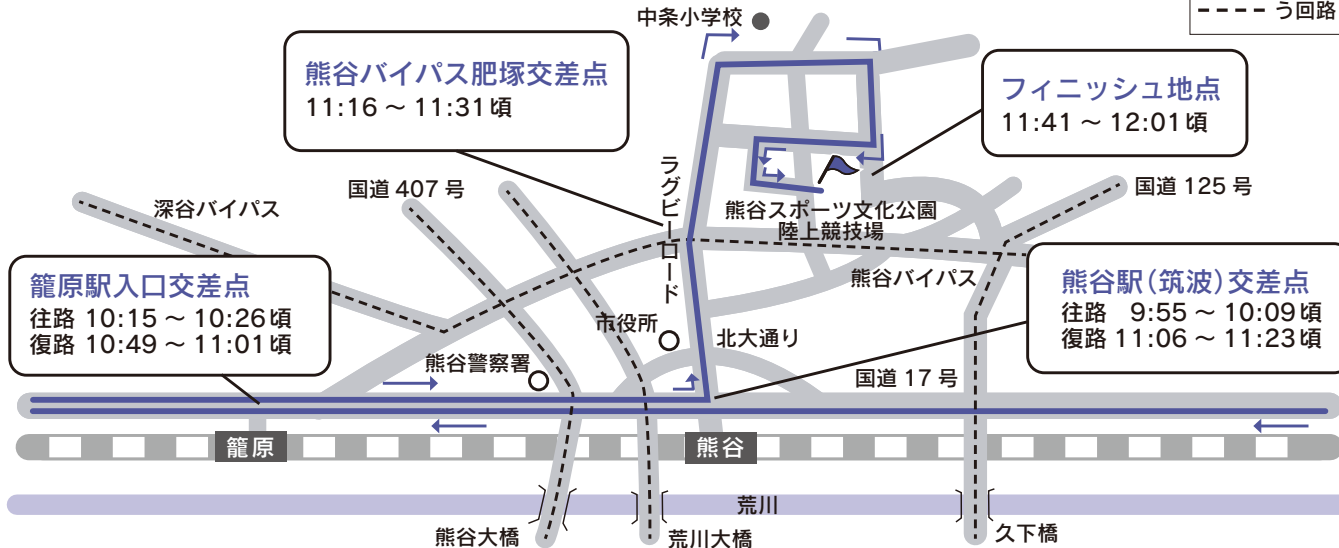 中条小学校
う回路
熊谷バイパス肥塚交差点
11:16 ～ 11:31頃
フィニッシュ地点
11:41 ～ 12:01頃
ラグビーロード
国道 407 号
深谷バイパス
国道 125 号
熊谷スポーツ文化公園
陸上競技場
熊谷バイパス
籠原駅入口交差点
往路 10:15 ～ 10:26頃
復路 10:49 ～ 11:01頃
熊谷駅（筑波）交差点
往路 9:55 ～ 10:09頃
復路 11:06 ～ 11:23頃
市役所
北大通り
熊谷警察署
国道 17 号
籠原
熊谷
荒川
熊谷大橋
荒川大橋
久下橋